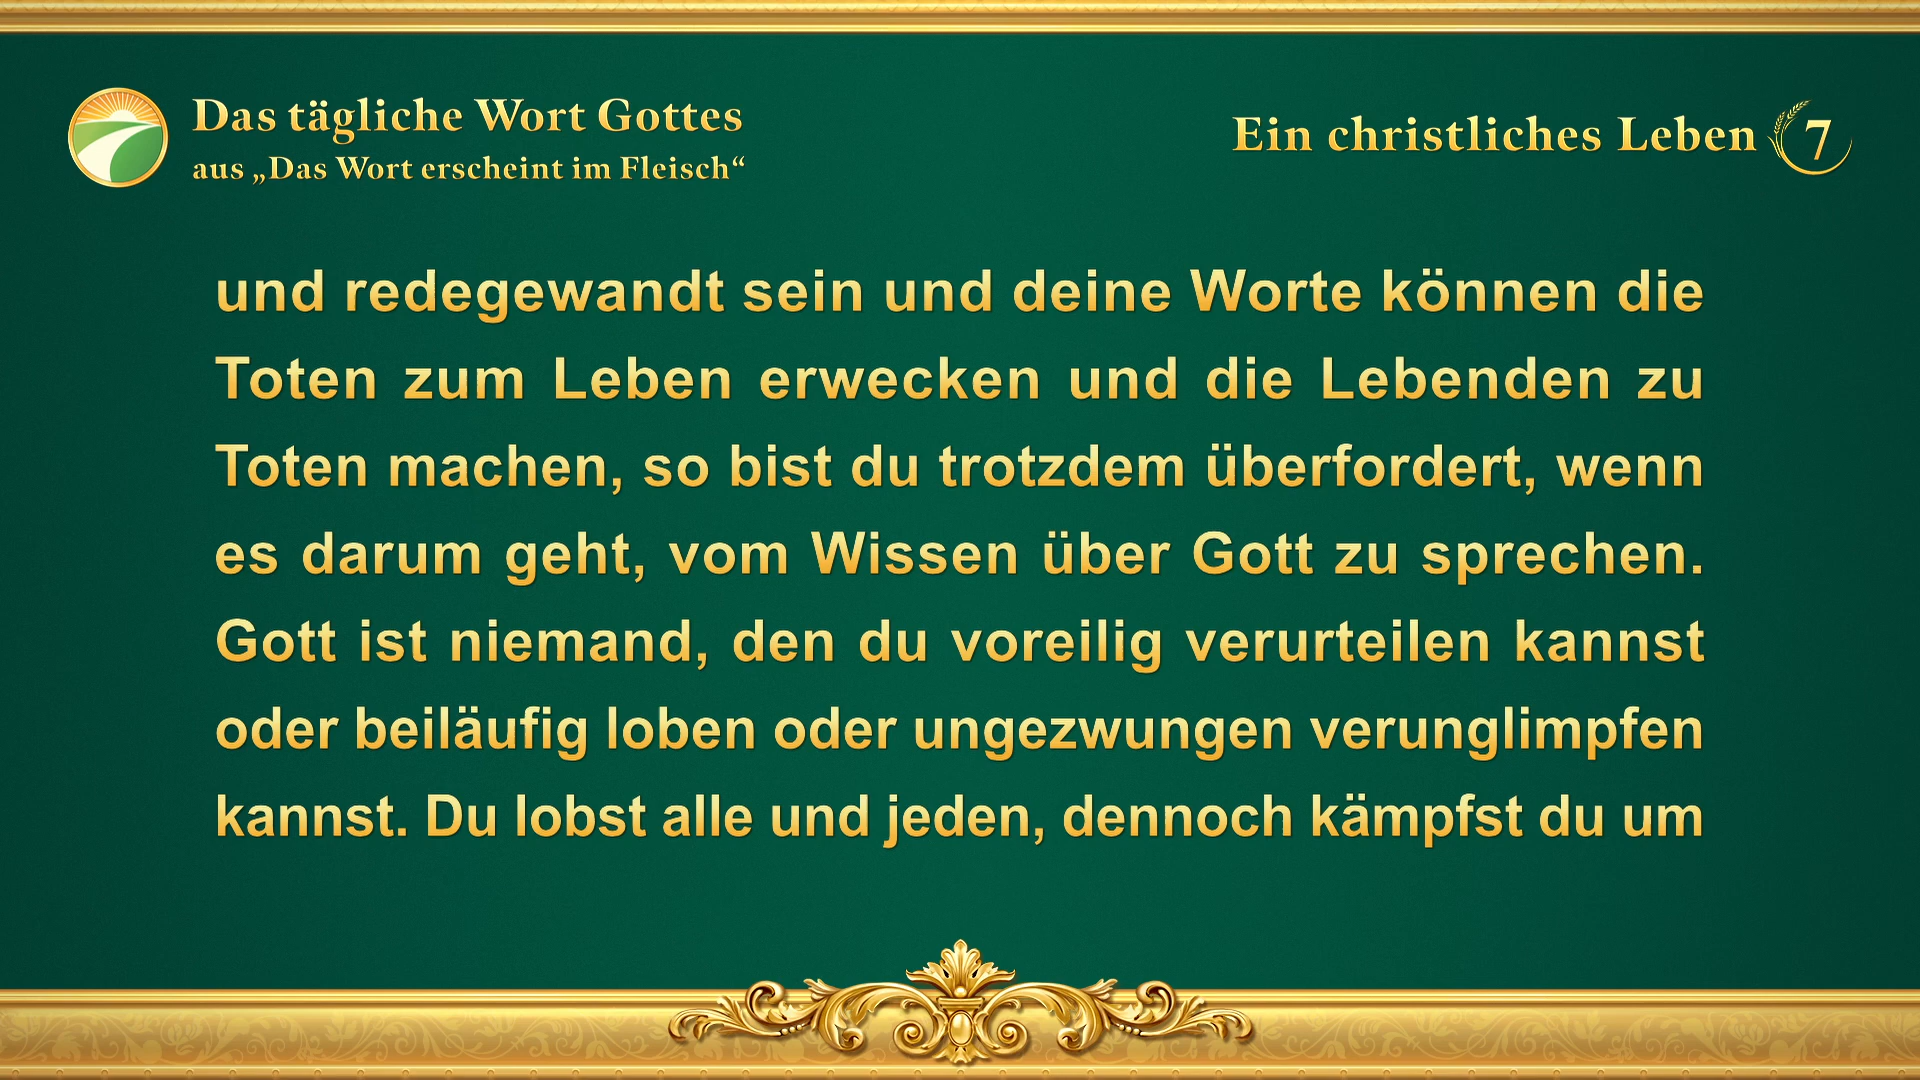 Das tägliche Wort Gottes
aus „Das Wort erscheint im Fleisch“
Ein christliches Leben 7
und redegewandt sein und deine Worte können die
Toten zum Leben erwecken und die Lebenden zu
Toten machen, so bist du trotzdem überfordert, wenn
es darum geht, vom Wissen über Gott zu sprechen.
Gott ist niemand, den du voreilig verurteilen kannst
oder beiläufig loben oder ungezwungen verunglimpfen
kannst. Du lobst alle und jeden, dennoch kämpfst du um